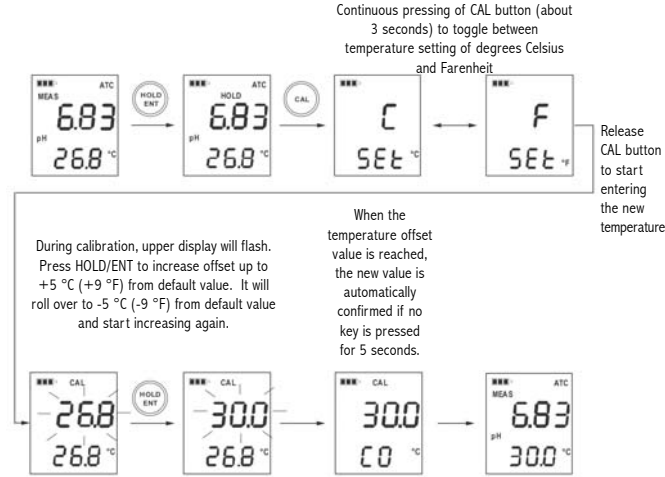 Continuous pressing of CAL button (about
3 seconds) to toggle between
temperature setting of degrees Celsius
and Farenheit
ATC
MEAS
6.83
pH
26.8 °C
HOLD
ENT
ATC
HOLD
6.83
pH
26.8 °C
CAL
C
SEt °C
F
SEt °F
Release
CAL button
to start
entering
the new
temperature
During calibration, upper display will flash.
Press HOLD/ENT to increase offset up to
+5 °C (+9 °F) from default value. It will
roll over to -5 °C (-9 °F) from default value
and start increasing again.
When the
temperature offset
value is reached,
the new value is
automatically
confirmed if no
key is pressed
for 5 seconds.
CAL
26.8
26.8 °C
HOLD
ENT
CAL
30.0
26.8 °C
CAL
30.0
CO °C
ATC
MEAS
6.83
pH
30.0 °C